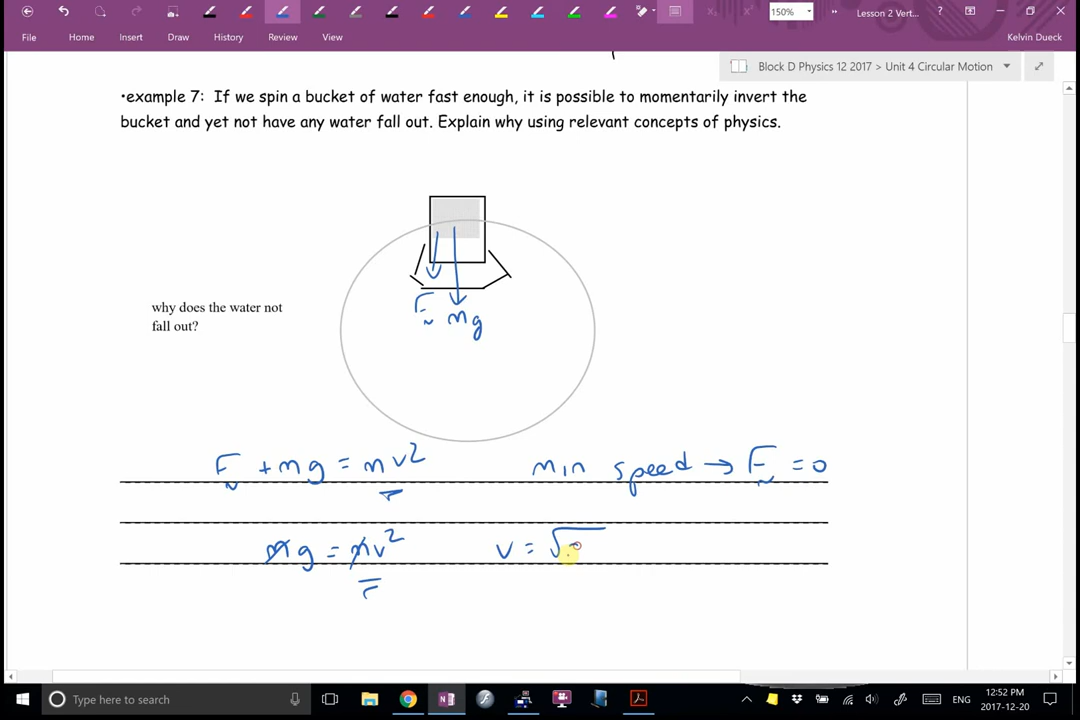 150%
Lesson 2 Vert...
File Home Insert Draw History Review View
Kelvin Dueck
Block D Physics 12 2017 > Unit 4 Circular Motion
•example 7: If we spin a bucket of water fast enough, it is possible to momentarily invert the
bucket and yet not have any water fall out. Explain why using relevant concepts of physics.
why does the water not
fall out?
F_N
mg
F_N + mg = mv²/r
min speed → F_N = 0
mg = mv²/r
v = √
Type here to search
ENG
12:52 PM
2017-12-20